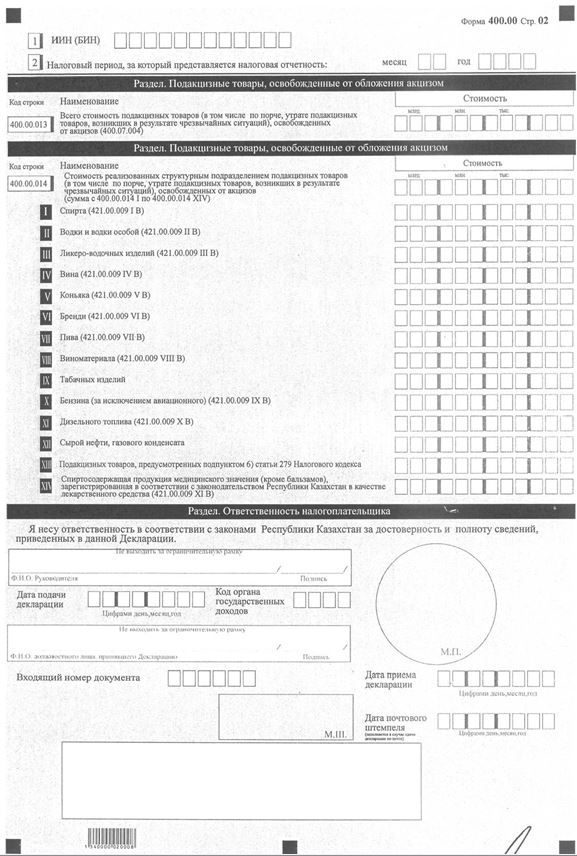 Форма 400.00 Стр. 02
1 ИИН (БИН)
2 Налоговый период, за который представляется налоговая отчетность: месяц год
Раздел. Подакцизные товары, освобожденные от обложения акцизом
Код строки Наименование Стоимость
млрд. млн. тыс.
400.00.013 Всего стоимость подакцизных товаров (в том числе по порче, утрате подакцизных
товаров, возникших в результате чрезвычайных ситуаций), освобожденных
от акцизов (400.07.004)
Раздел. Подакцизные товары, освобожденные от обложения акцизом
Код строки Наименование Стоимость
млрд. млн. тыс.
400.00.014 Стоимость реализованных структурным подразделением подакцизных товаров
(в том числе по порче, утрате подакцизных товаров, возникших в результате
чрезвычайных ситуаций), освобожденных от акцизов
(сумма с 400.00.014 I по 400.00.014 XIV)
I Спирта (421.00.009 I В)
II Водки и водки особой (421.00.009 II В)
III Ликеро-водочных изделий (421.00.009 III В)
IV Вина (421.00.009 IV В)
V Коньяка (421.00.009 V В)
VI Бренди (421.00.009 VI В)
VII Пива (421.00.009 VII В)
VIII Виноматериала (421.00.009 VIII В)
IX Табачных изделий
X Бензина (за исключением авиационного) (421.00.009 IX В)
XI Дизельного топлива (421.00.009 X В)
XII Сырой нефти, газового конденсата
XIII Подакцизных товаров, предусмотренных подпунктом 6) статьи 279 Налогового кодекса
XIV Спиртосодержащая продукция медицинского значения (кроме бальзамов),
зарегистрированная в соответствии с законодательством Республики Казахстан в качестве
лекарственного средства (421.00.009 XI В)
Раздел. Ответственность налогоплательщика
Я несу ответственность в соответствии с законами Республики Казахстан за достоверность и полноту сведений,
приведенных в данной Декларации.
Не выходить за ограничительную рамку
/ /
Ф.И.О. Руководителя Подпись
Дата подачи
декларации
Цифрами день,месяц,год
Код органа
государственных
доходов
Не выходить за ограничительную рамку
/ /
Ф.И.О. должностного лица принявшего Декларацию Подпись
М.П.
Входящий номер документа
Дата приема
декларации
Цифрами день,месяц,год
М.Ш.
Дата почтового
штемпеля
(заполняется в случае сдачи
декларации по почте)
Цифрами день,месяц,год